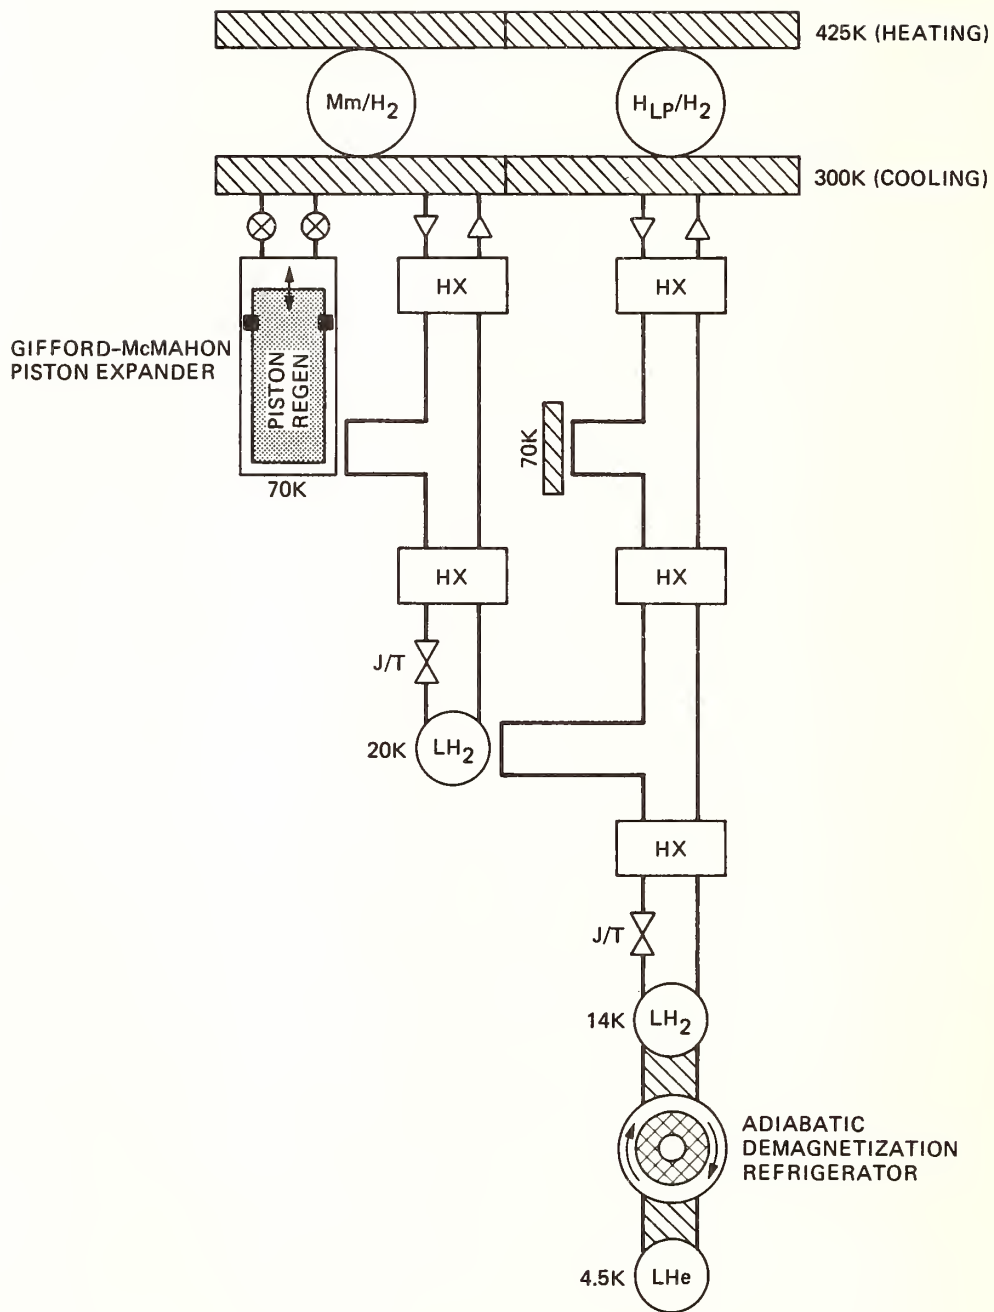 425K (HEATING)
Mm/H2
HLP/H2
300K (COOLING)
HX
HX
GIFFORD-McMAHON
PISTON EXPANDER
PISTON
REGEN
70K
70K
HX
HX
J/T
20K
LH2
HX
J/T
14K
LH2
ADIABATIC
DEMAGNETIZATION
REFRIGERATOR
4.5K
LHe